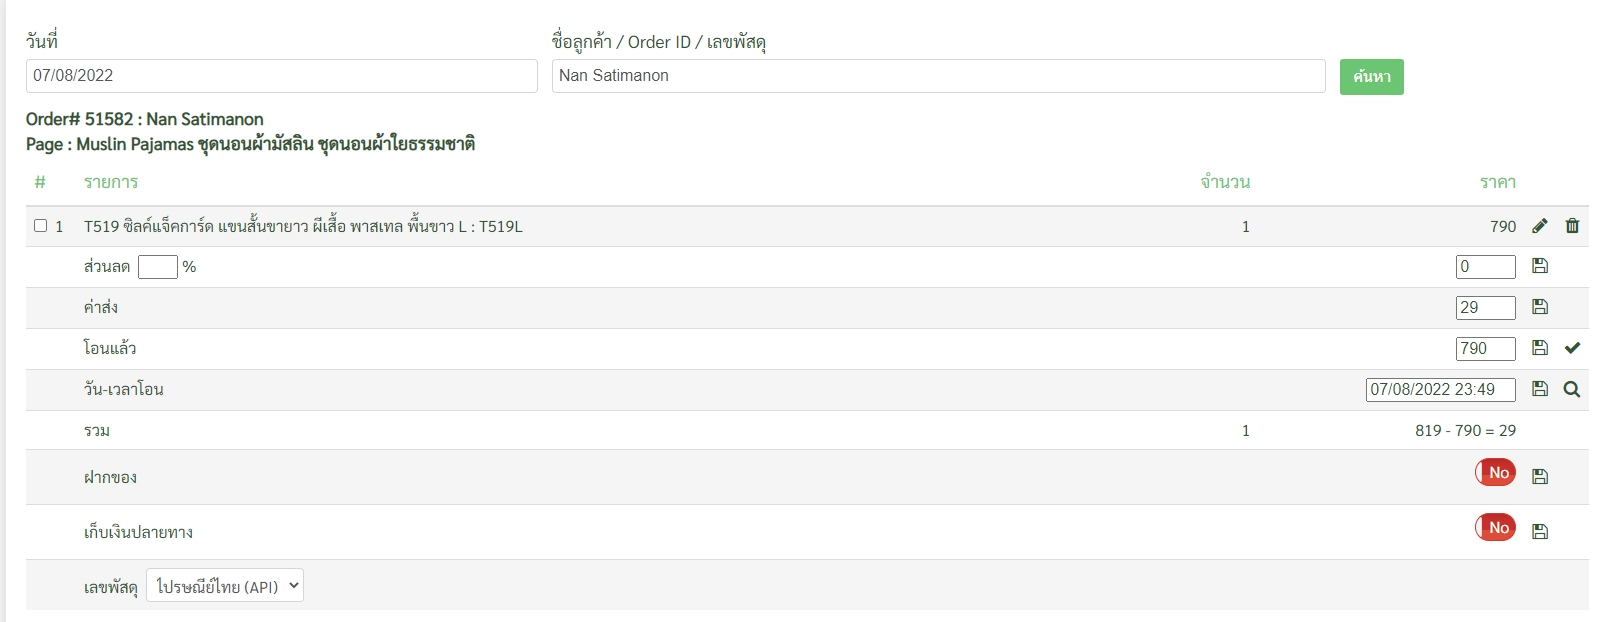 วันที่ ชื่อลูกค้า / Order ID / เลขพัสดุ
07/08/2022 Nan Satimanon ค้นหา
Order# 51582 : Nan Satimanon
Page : Muslin Pajamas ชุดนอนผ้ามัสลิน ชุดนอนผ้าใยธรรมชาติ
# รายการ จำนวน ราคา
1 T519 ซิลค์แจ็คการ์ด แขนสั้นขายาว ผีเสื้อ พาสเทล พื้นขาว L : T519L 1 790
ส่วนลด % 0
ค่าส่ง 29
โอนแล้ว 790
วัน-เวลาโอน 07/08/2022 23:49
รวม 1 819 - 790 = 29
ฝากของ No
เก็บเงินปลายทาง No
เลขพัสดุ ไปรษณีย์ไทย (API)